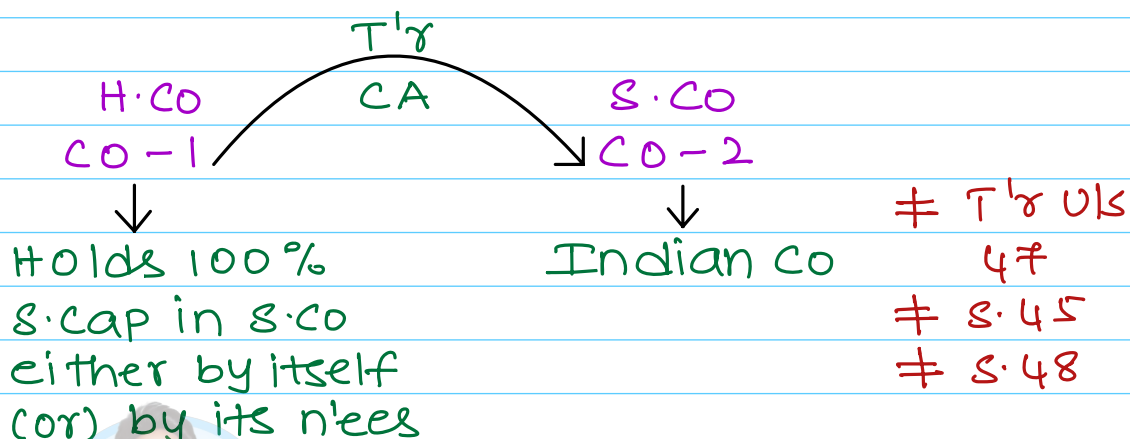 T'r
CA
H.CO
CO-1
S.CO
CO-2
Holds 100%
S.cap in S.CO
either by itself
(or) by its n'ees
Indian CO
≠ T'r U/s
47
≠ S.45
≠ S.48